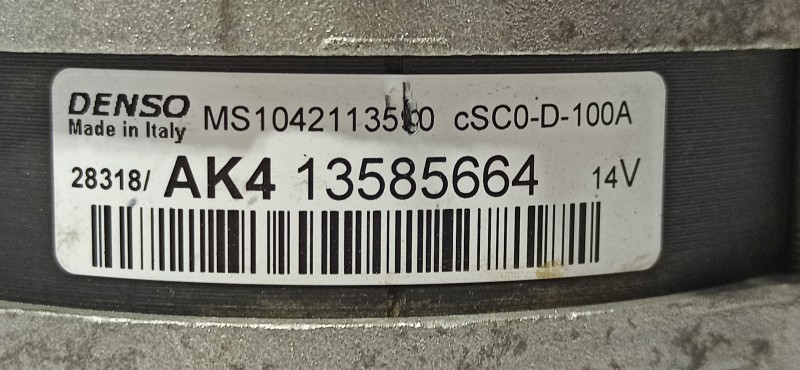 DENSO
Made in Italy
cSC0-D-100A
28318/ AK4 13585664 14V